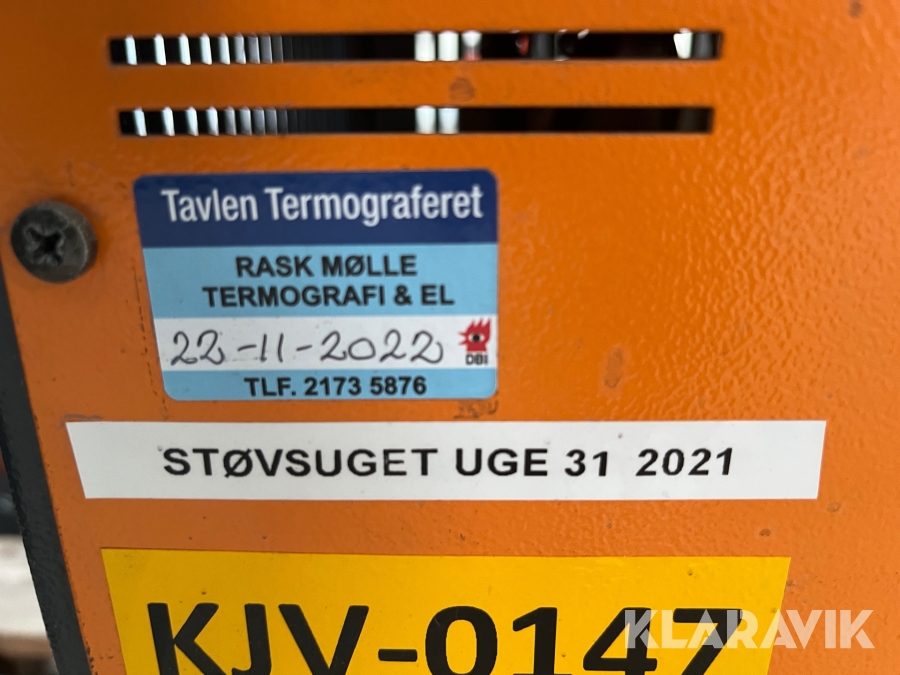 Tavlen Termograferet
RASK MØLLE
TERMOGRAFI & EL
22-11-2022
DBI
TLF. 2173 5876
STØVSUGET UGE 31 2021
KJV-0147
KLARAVIK